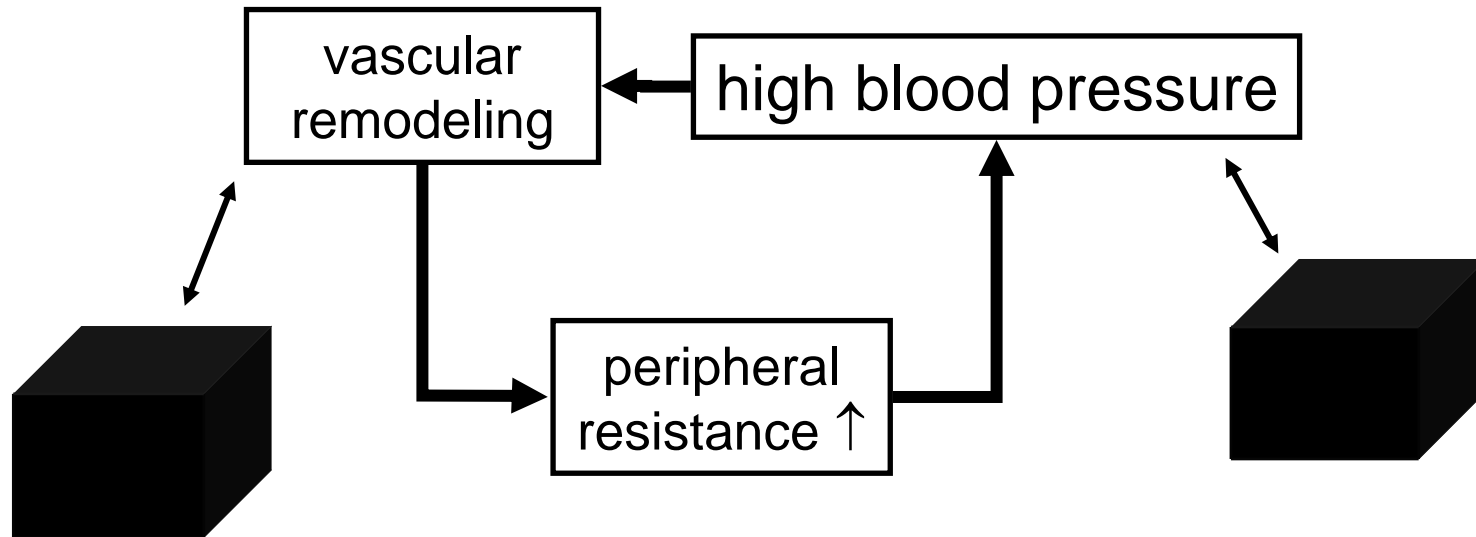 vascular
remodeling
high blood pressure
peripheral
resistance ↑